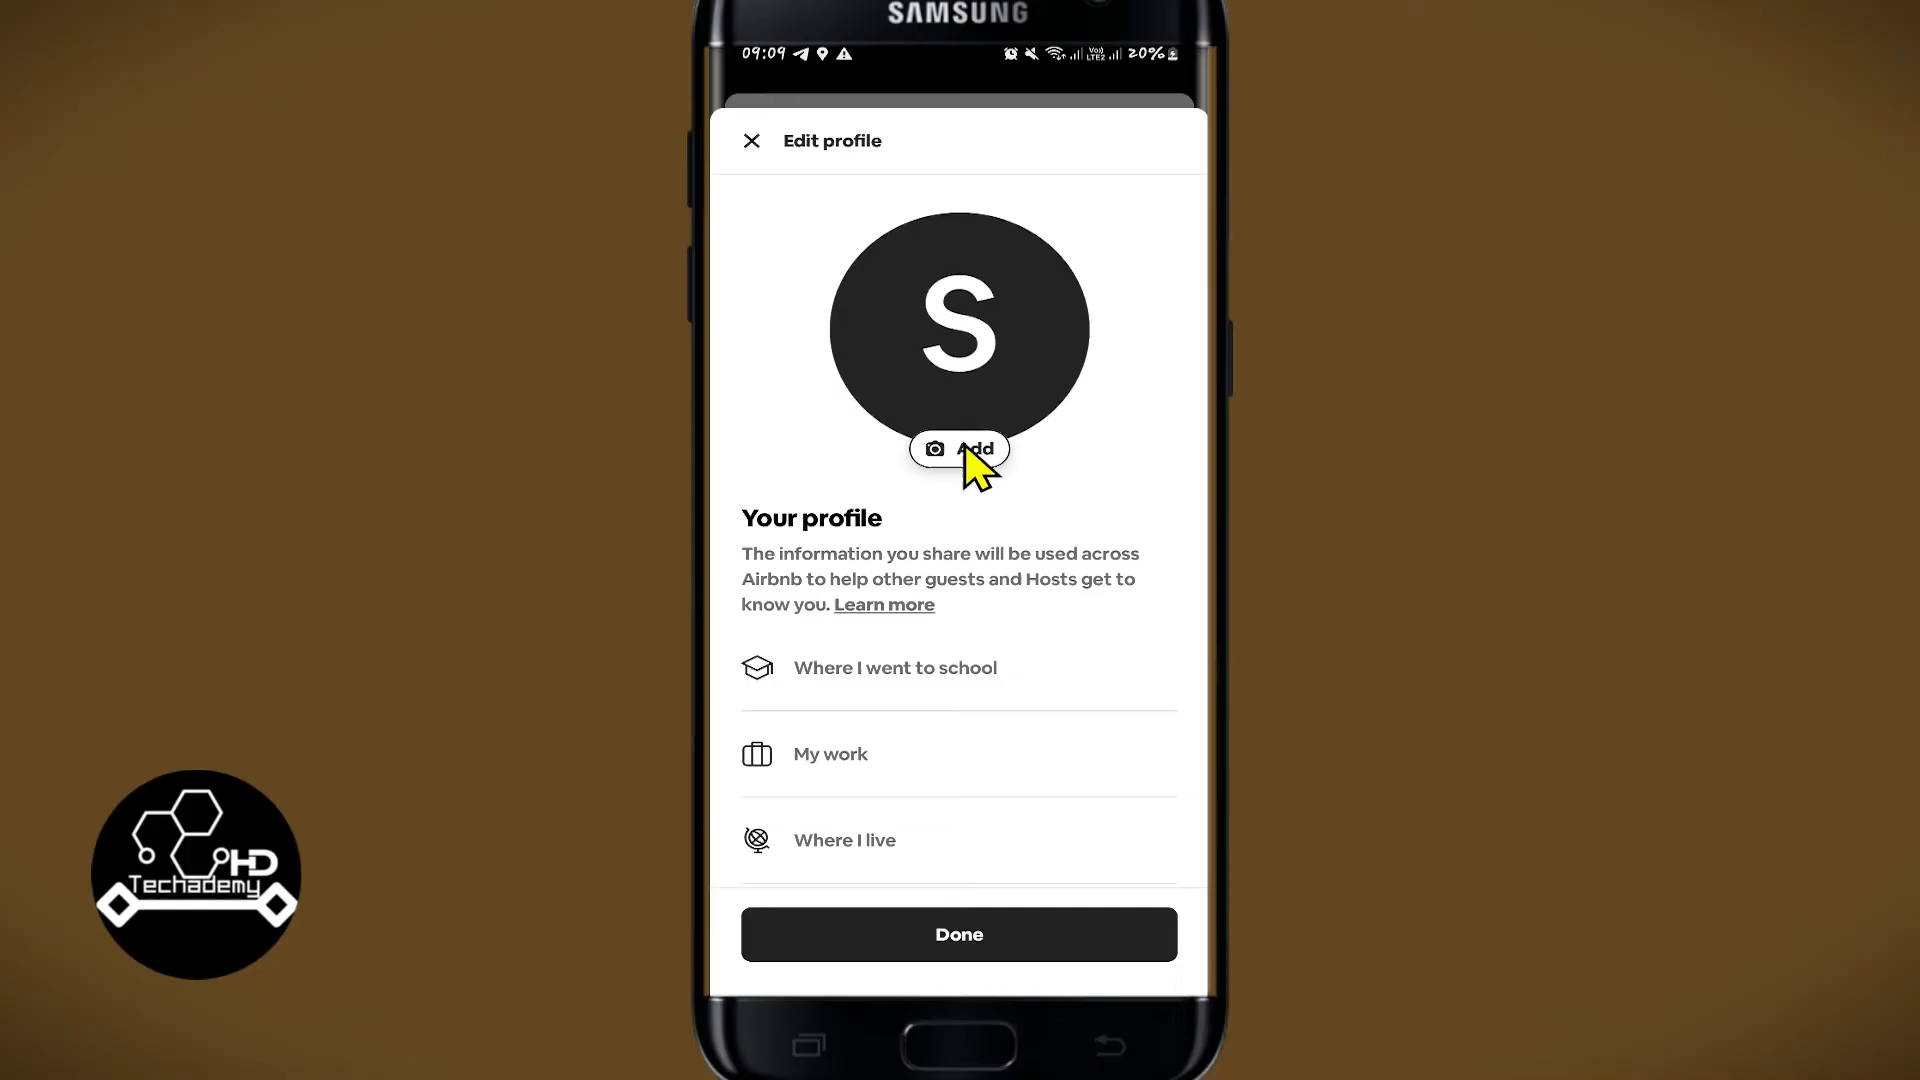 SAMSUNG
09:09
Vo))
LTE2
20%
Edit profile
S
Add
Your profile
The information you share will be used across
Airbnb to help other guests and Hosts get to
know you. Learn more
Where I went to school
My work
Where I live
Done
HD
Techademy